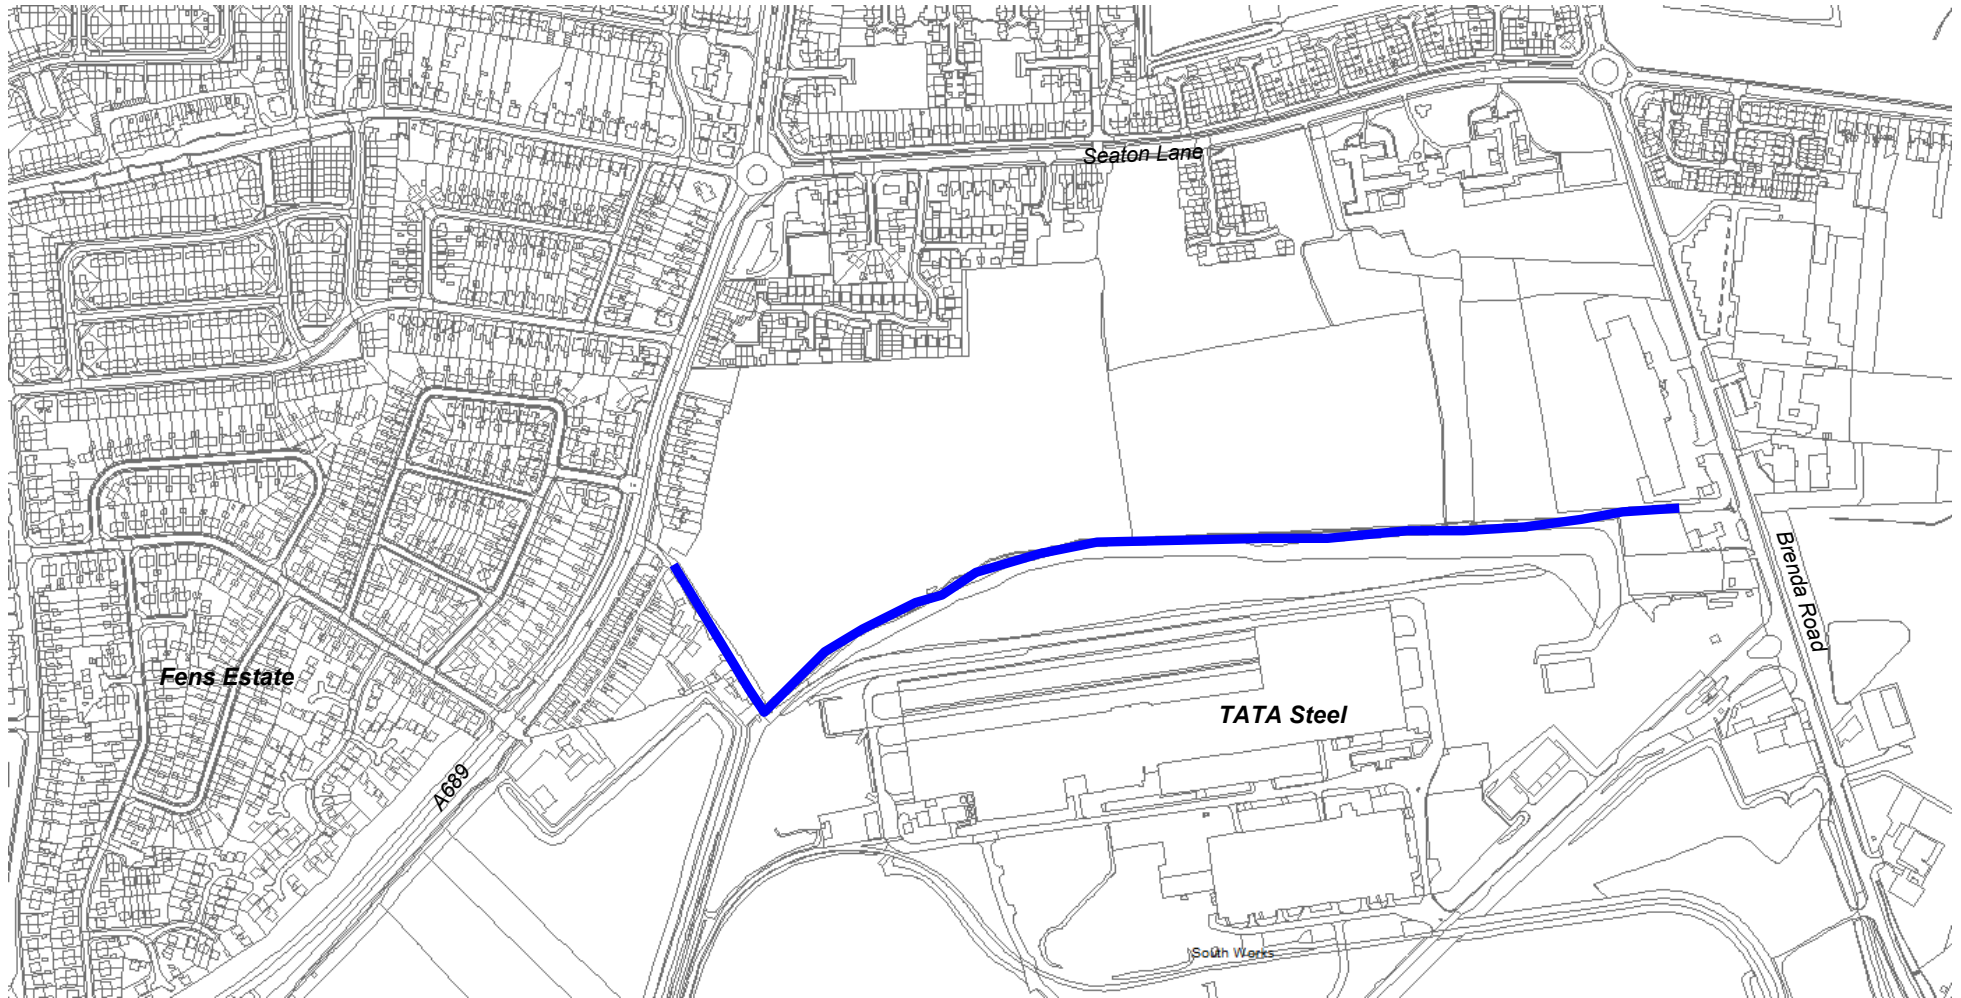 Seaton Lane
Brenda Road
Fens Estate
TATA Steel
A689
South Works